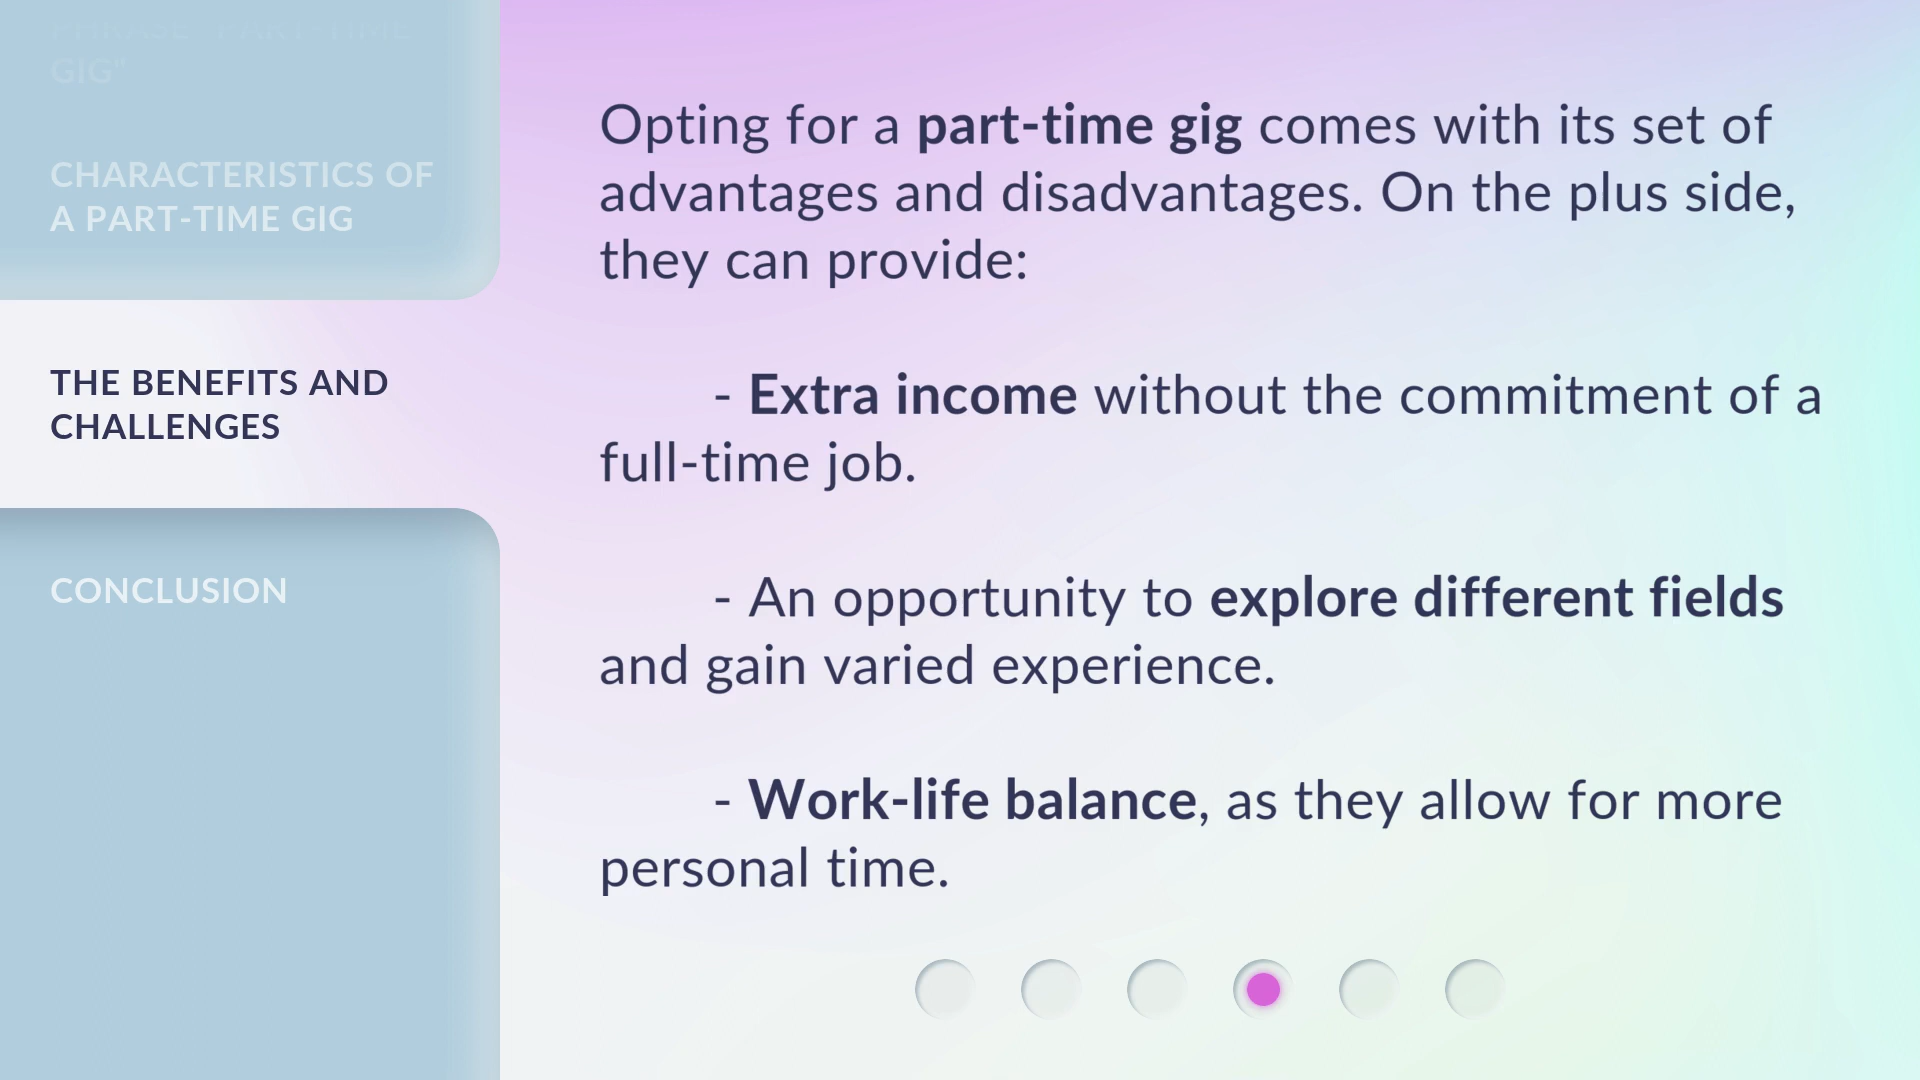 PHRASE "PART-TIME
GIG"
CHARACTERISTICS OF
A PART-TIME GIG
THE BENEFITS AND
CHALLENGES
CONCLUSION
Opting for a part-time gig comes with its set of
advantages and disadvantages. On the plus side,
they can provide:
- Extra income without the commitment of a
full-time job.
- An opportunity to explore different fields
and gain varied experience.
- Work-life balance, as they allow for more
personal time.